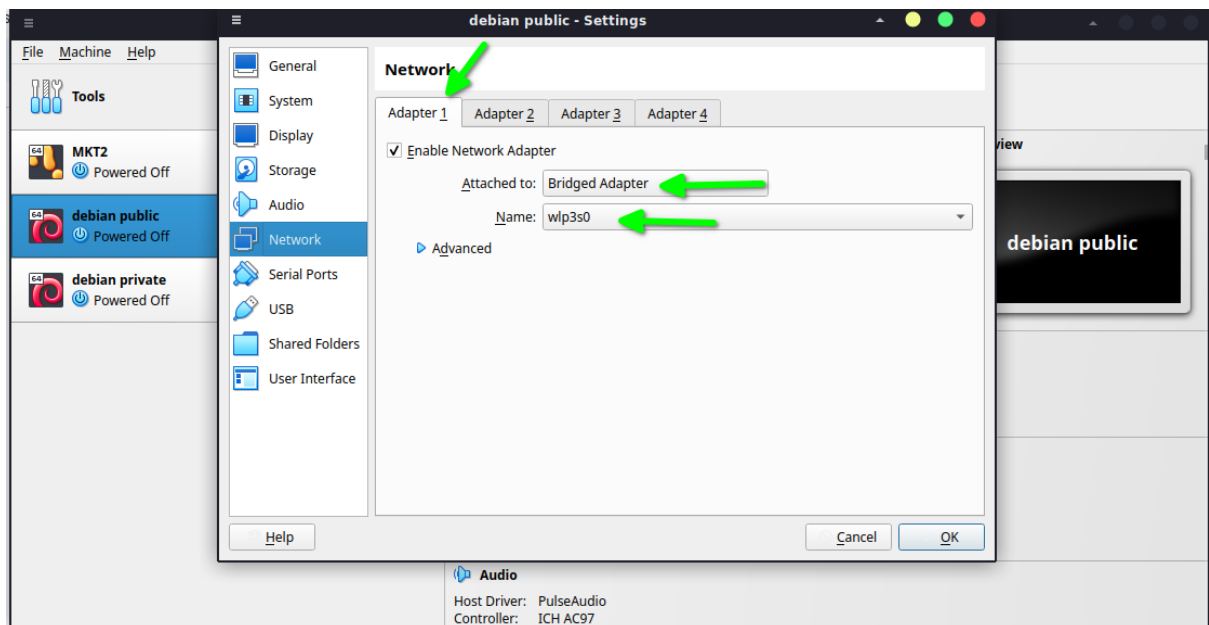 debian public - Settings
File Machine Help
Tools
64
MKT2
Powered Off
64
debian public
Powered Off
64
debian private
Powered Off
General
System
Display
Storage
Audio
Network
Serial Ports
USB
Shared Folders
User Interface
Network
Adapter 1
Adapter 2
Adapter 3
Adapter 4
Enable Network Adapter
Attached to: Bridged Adapter
Name: wlp3s0
Advanced
Help
Cancel
OK
debian public
Audio
Host Driver: PulseAudio
Controller: ICH AC97